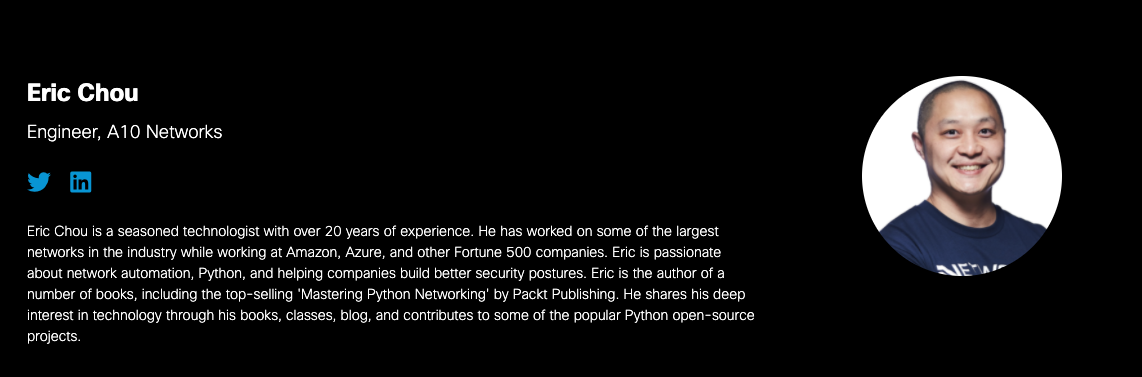 Eric Chou
Engineer, A10 Networks
Eric Chou is a seasoned technologist with over 20 years of experience. He has worked on some of the largest
networks in the industry while working at Amazon, Azure, and other Fortune 500 companies. Eric is passionate
about network automation, Python, and helping companies build better security postures. Eric is the author of a
number of books, including the top-selling 'Mastering Python Networking' by Packt Publishing. He shares his deep
interest in technology through his books, classes, blog, and contributes to some of the popular Python open-source
projects.